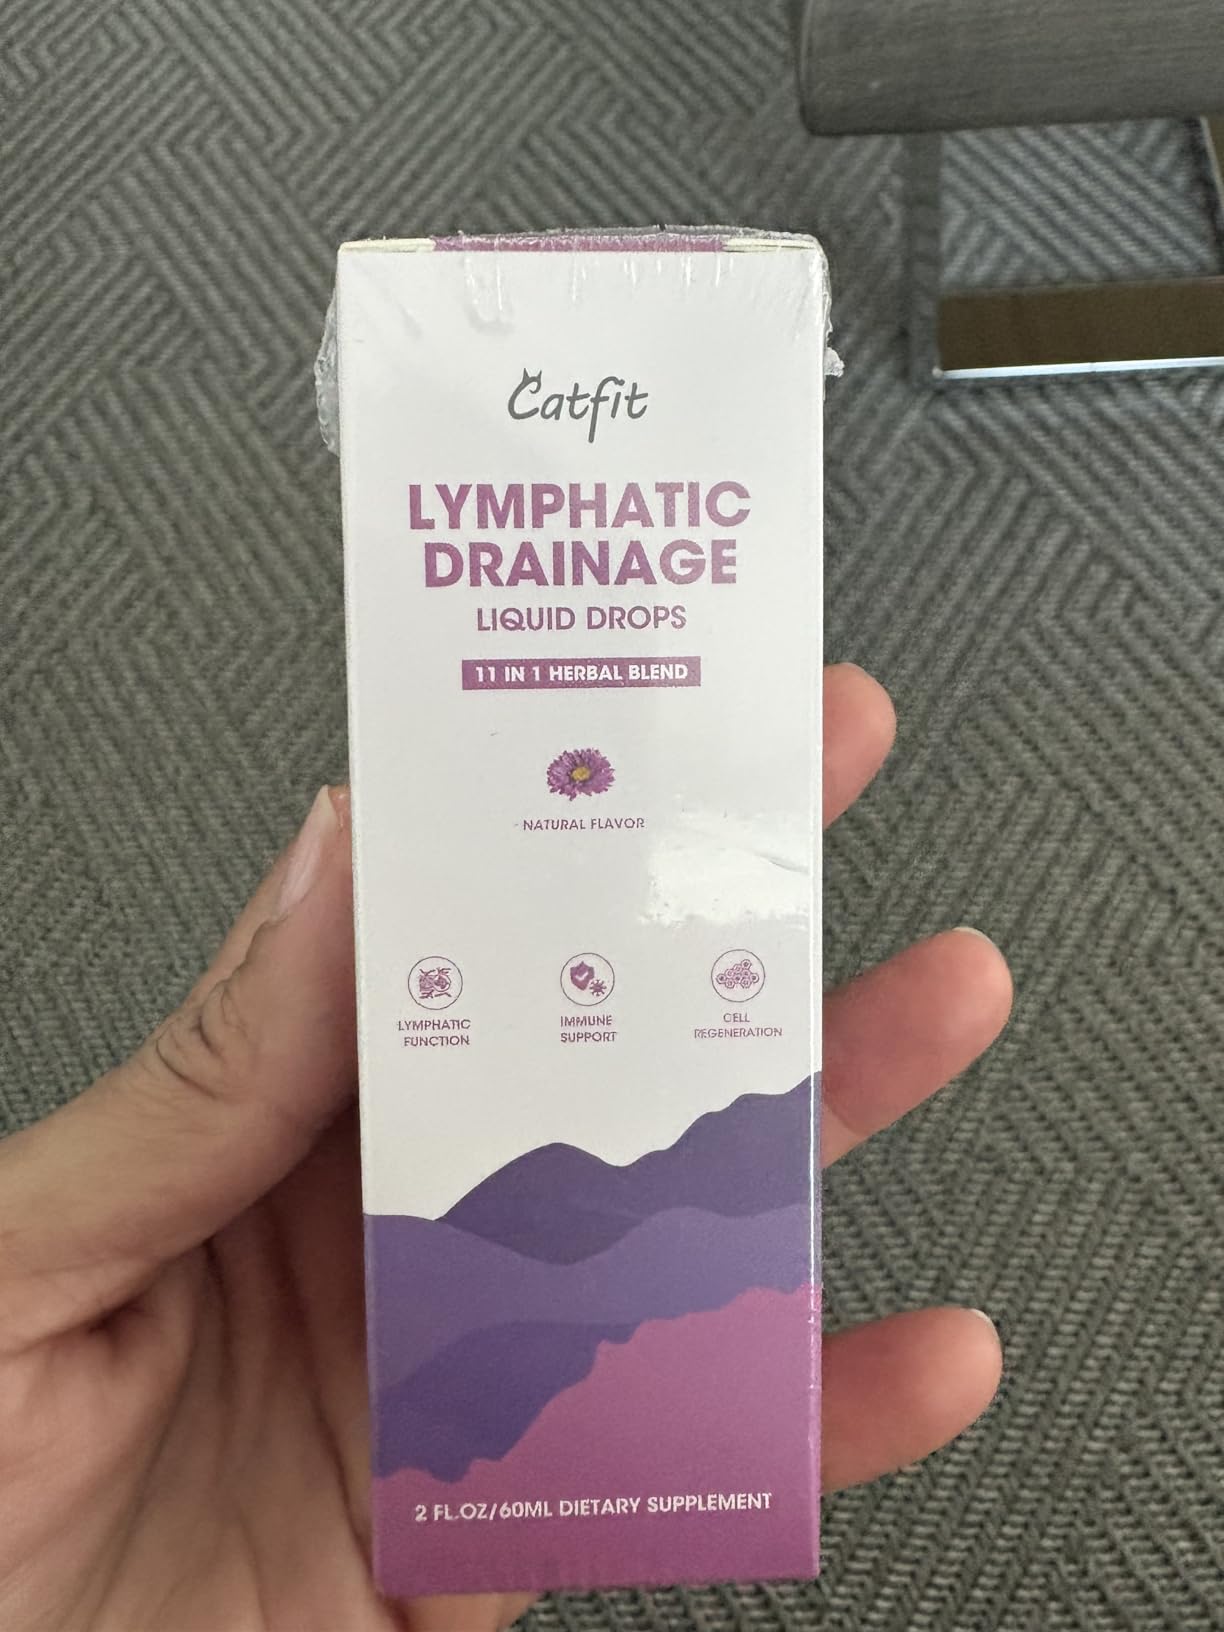 Catfit
LYMPHATIC
DRAINAGE
LIQUID DROPS
11 IN 1 HERBAL BLEND
NATURAL FLAVOR
LYMPHATIC
FUNCTION
IMMUNE
SUPPORT
CELL
REGENERATION
2 FL.OZ/60ML DIETARY SUPPLEMENT